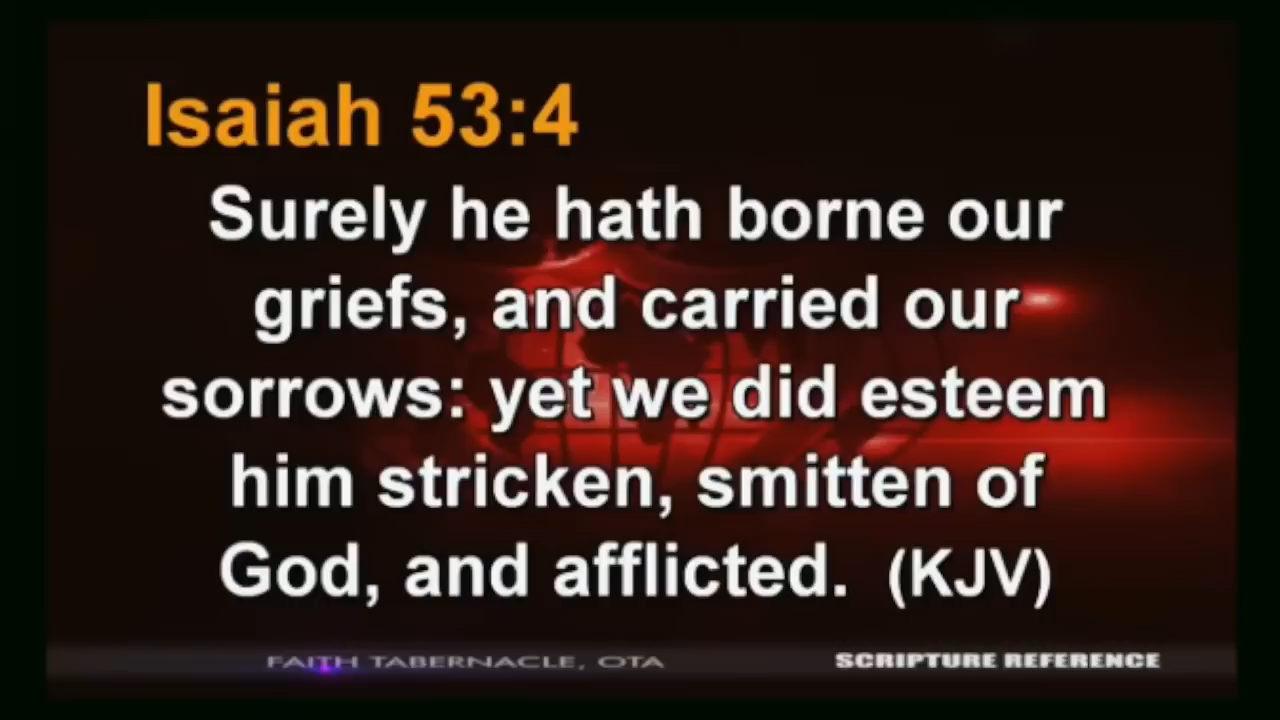 Isaiah 53:4
Surely he hath borne our
griefs, and carried our
sorrows: yet we did esteem
him stricken, smitten of
God, and afflicted. (KJV)
FAITH TABERNACLE, OTA
SCRIPTURE REFERENCE